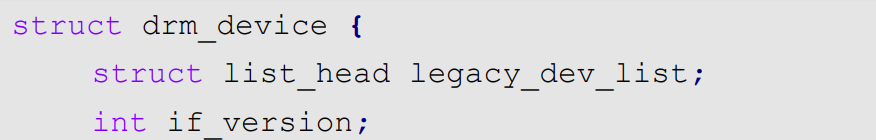 struct drm_device {
struct list_head legacy_dev_list;
int if_version;